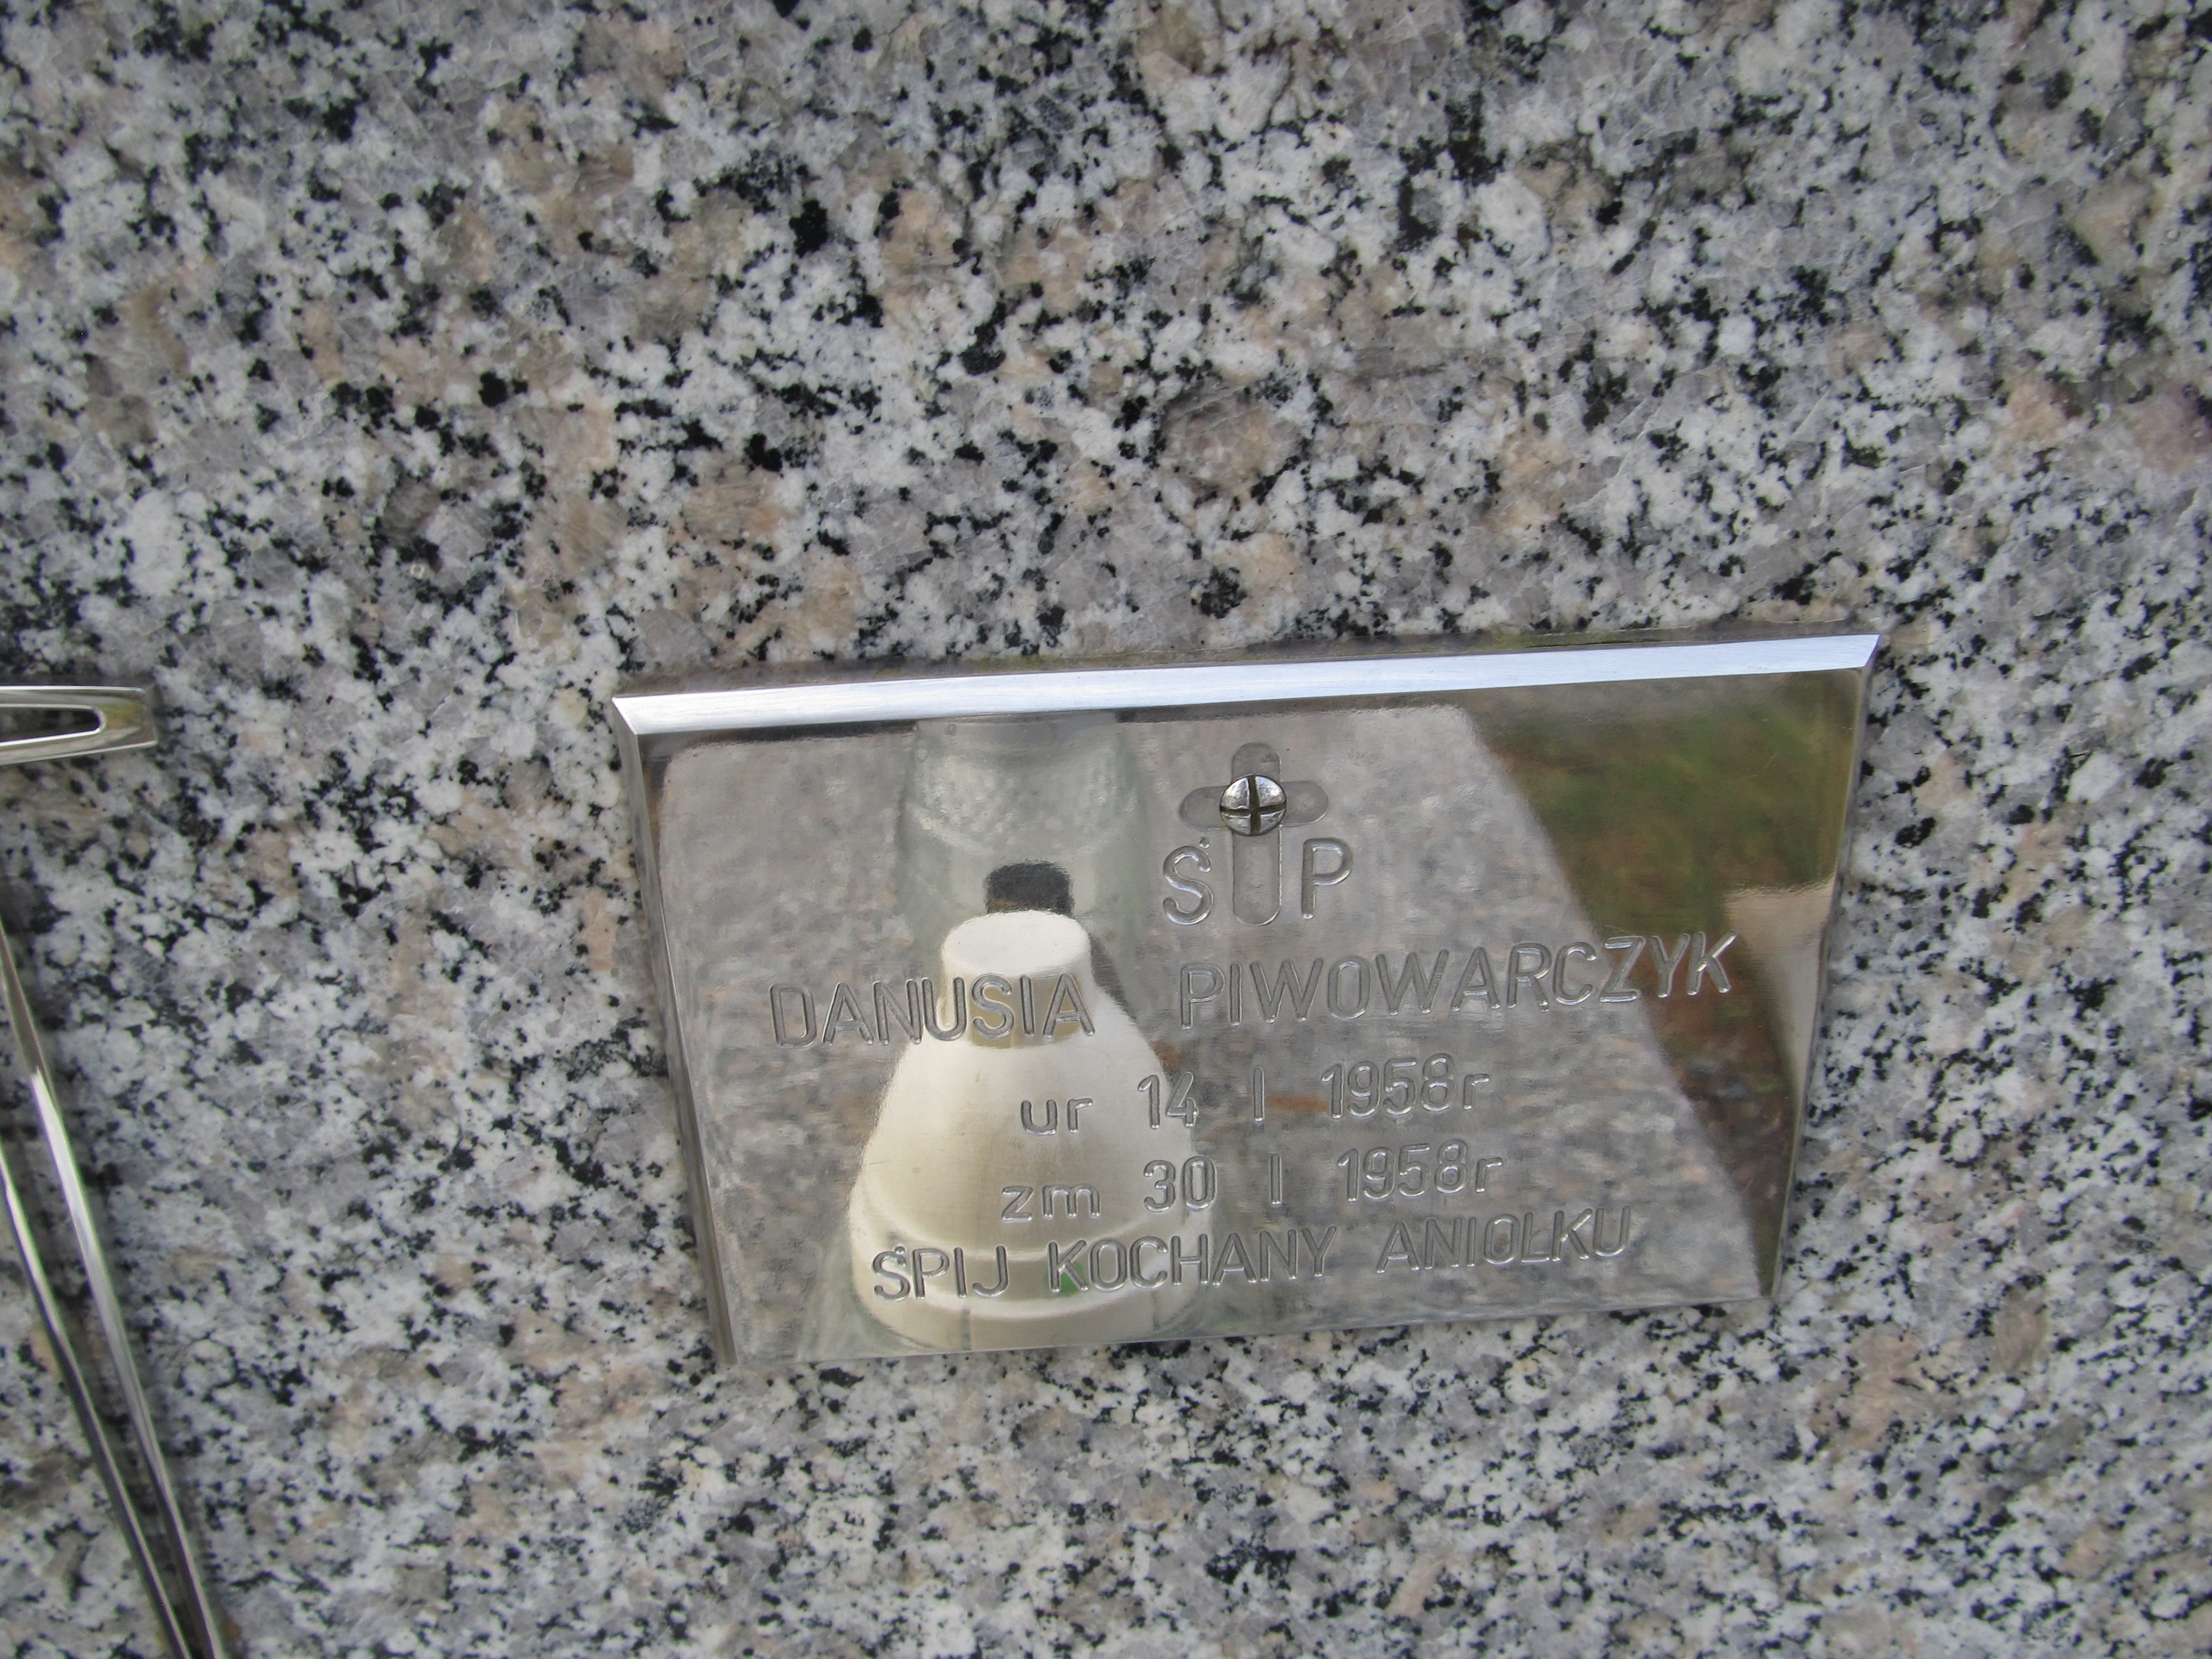 Ś P
DANUSIA PIWOWARCZYK
ur 14 I 1958r
zm 30 I 1958r
ŚPIJ KOCHANY ANIOŁKU